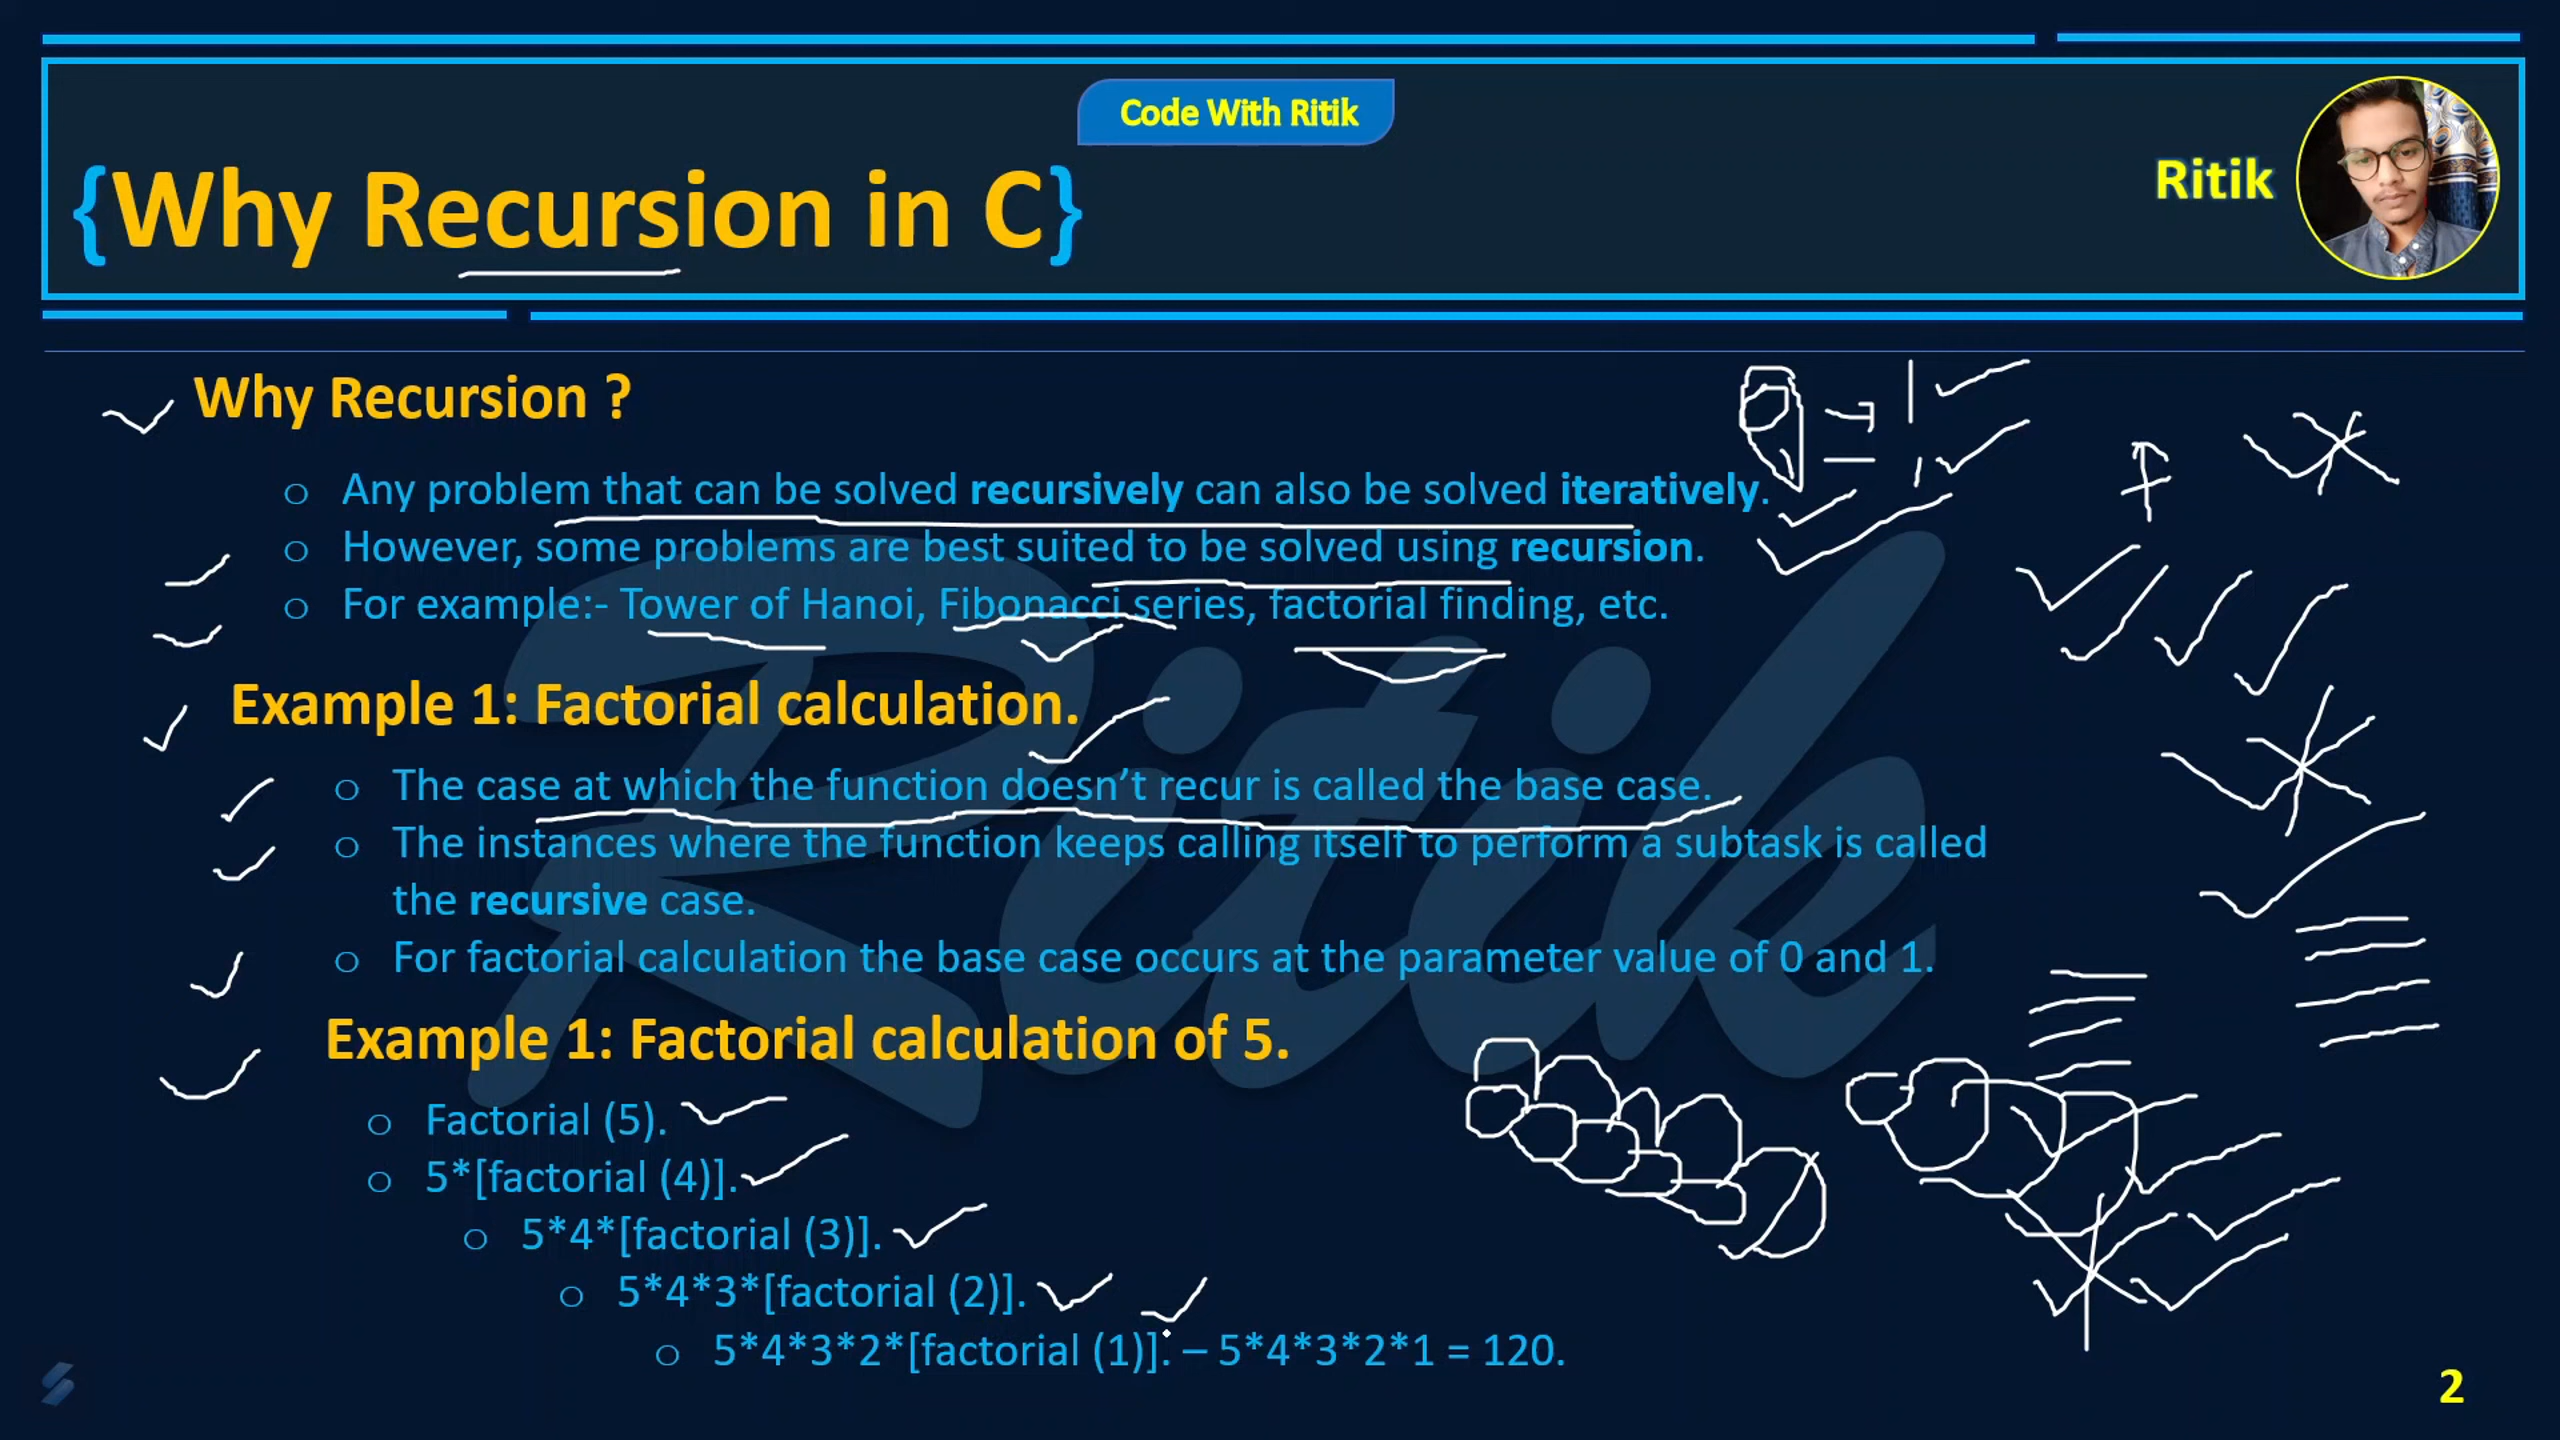 Code With Ritik
{Why Recursion in C}
Ritik
Why Recursion ?
o Any problem that can be solved recursively can also be solved iteratively.
o However, some problems are best suited to be solved using recursion.
o For example:- Tower of Hanoi, Fibonacci series, factorial finding, etc.
Example 1: Factorial calculation.
o The case at which the function doesn’t recur is called the base case.
o The instances where the function keeps calling itself to perform a subtask is called
the recursive case.
o For factorial calculation the base case occurs at the parameter value of 0 and 1.
Example 1: Factorial calculation of 5.
o Factorial (5).
o 5*[factorial (4)].
o 5*4*[factorial (3)].
o 5*4*3*[factorial (2)].
o 5*4*3*2*[factorial (1)]. – 5*4*3*2*1 = 120.
Ritik
2